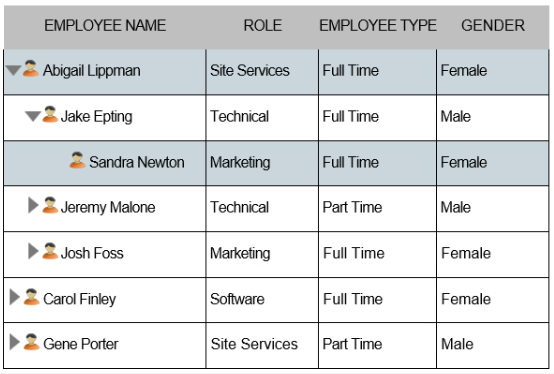 EMPLOYEE NAME ROLE EMPLOYEE TYPE GENDER
Abigail Lippman Site Services Full Time Female
Jake Epting Technical Full Time Male
Sandra Newton Marketing Full Time Female
Jeremy Malone Technical Part Time Male
Josh Foss Marketing Full Time Female
Carol Finley Software Full Time Female
Gene Porter Site Services Part Time Male